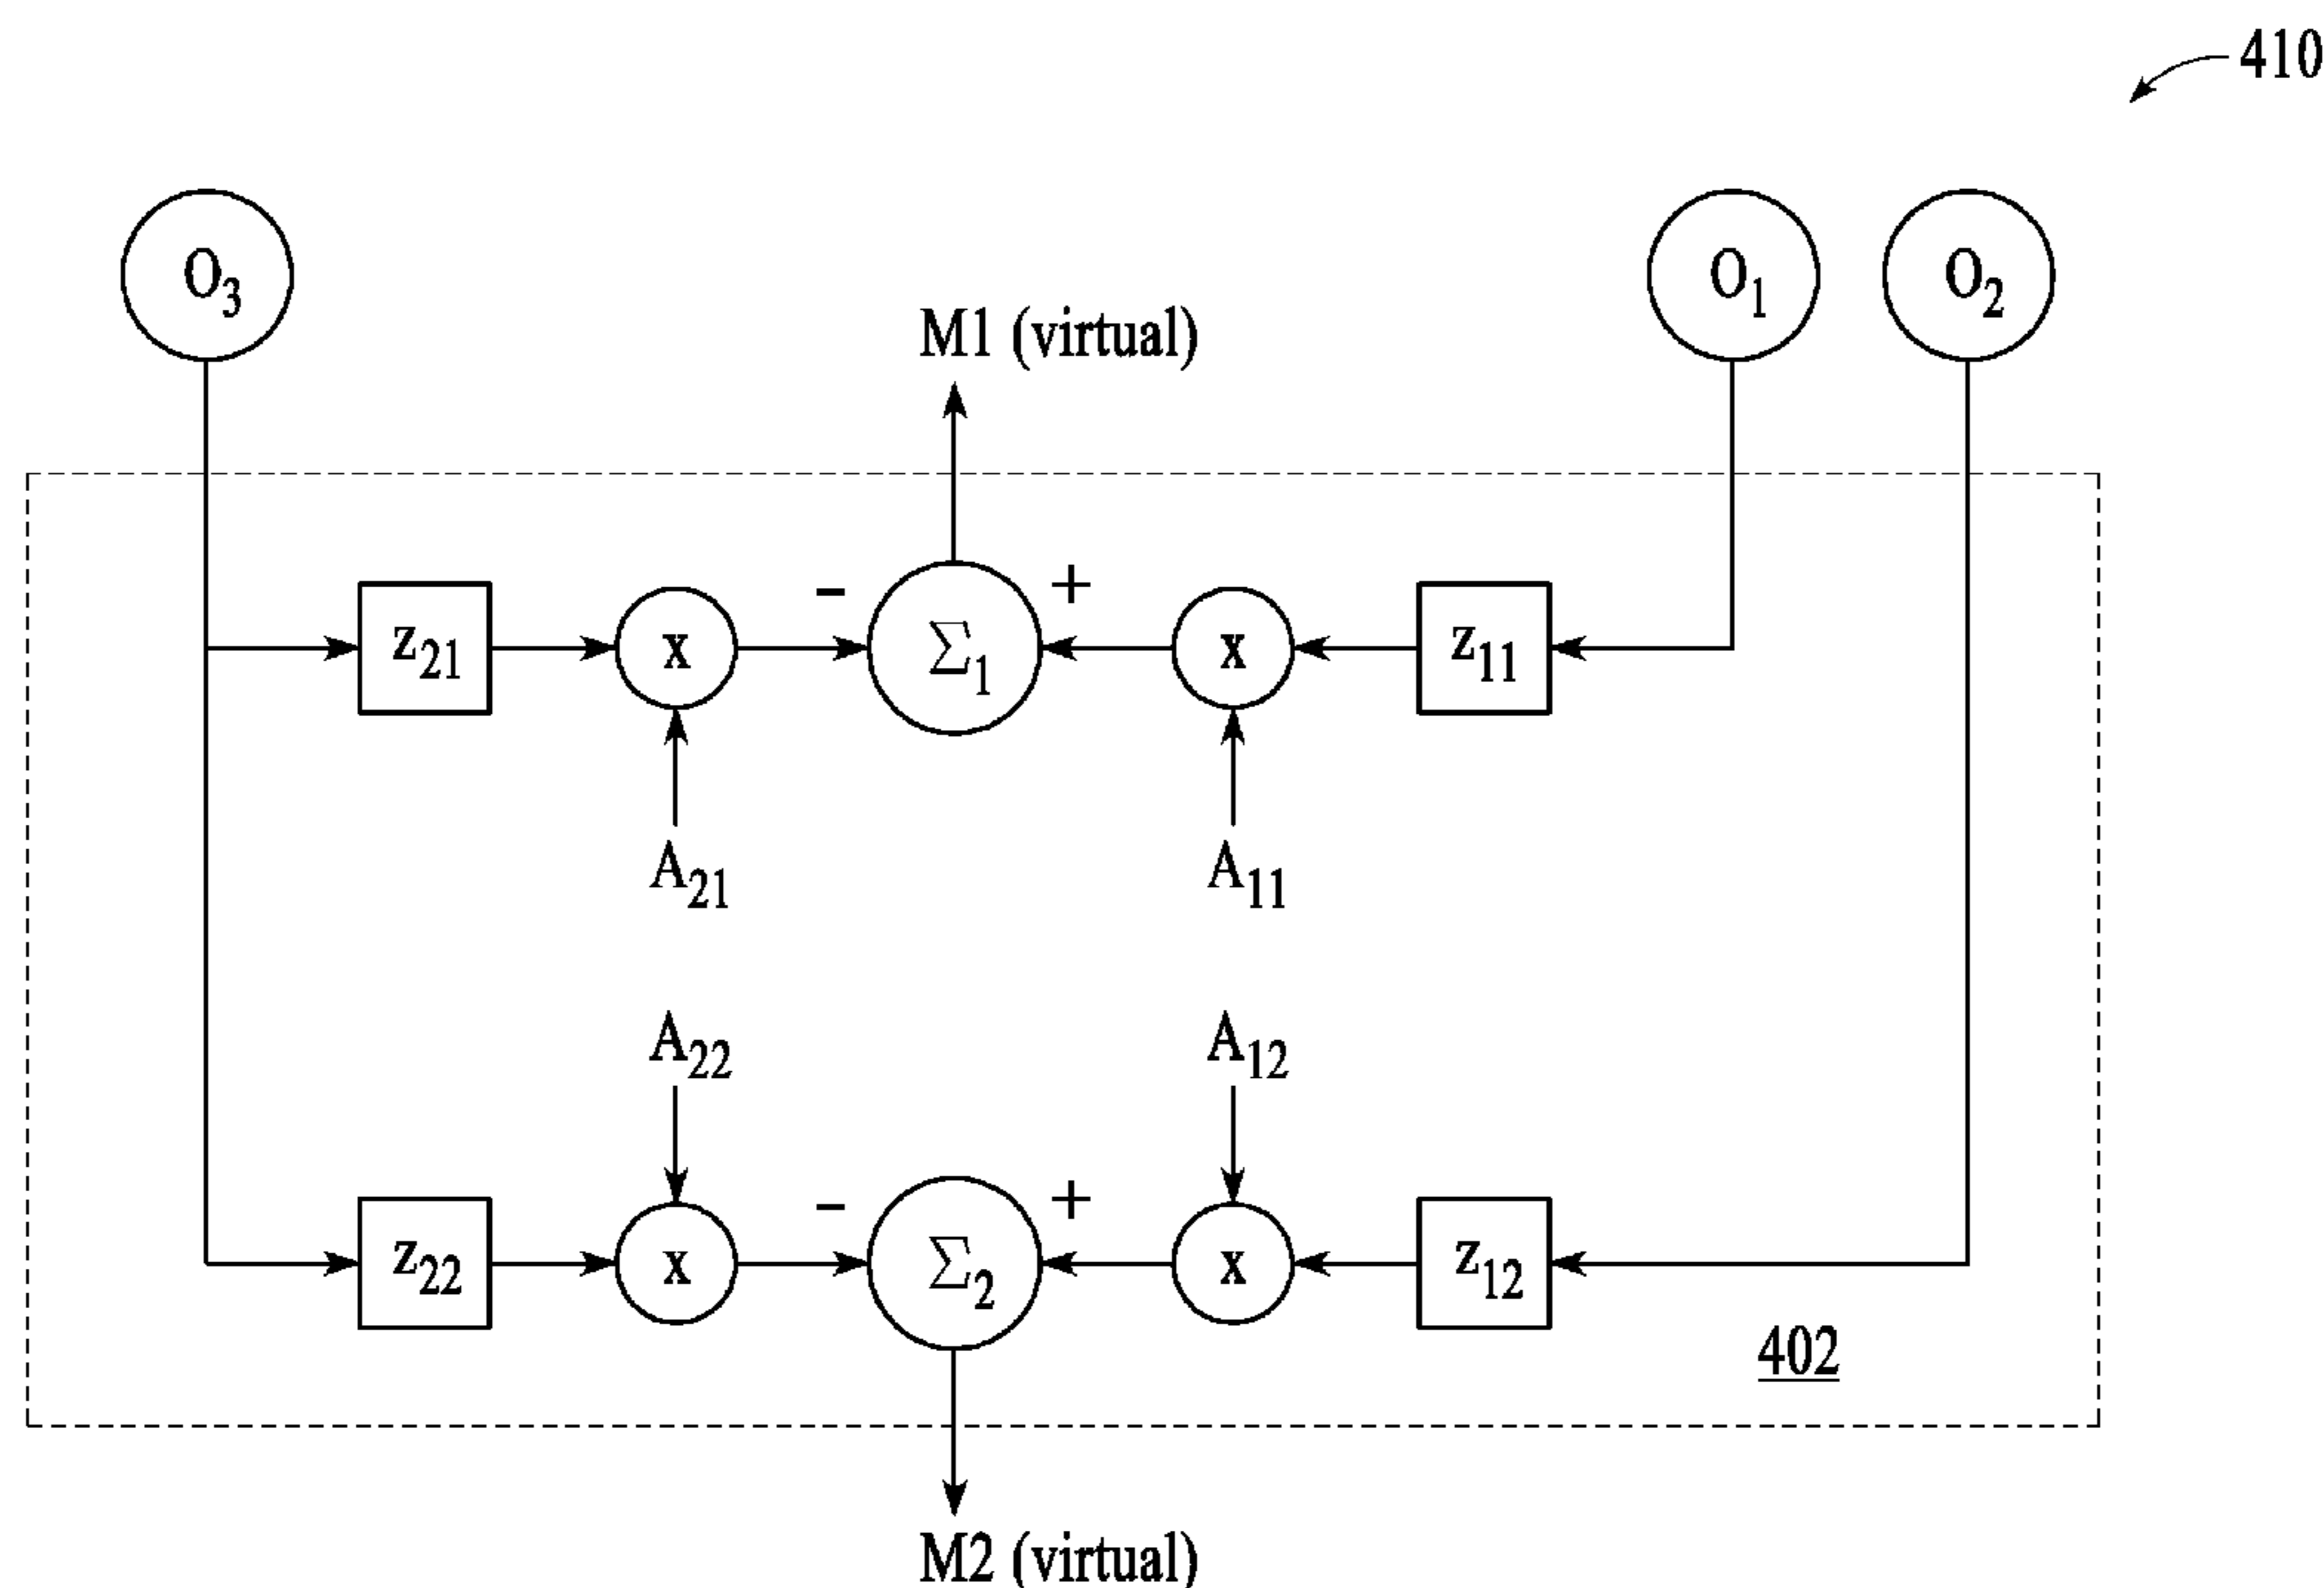 410
O3
O1
O2
M1 (virtual)
- +
z21 x Σ1 x z11
A21 A11
A22 A12
- +
z22 x Σ2 x z12
402
M2 (virtual)